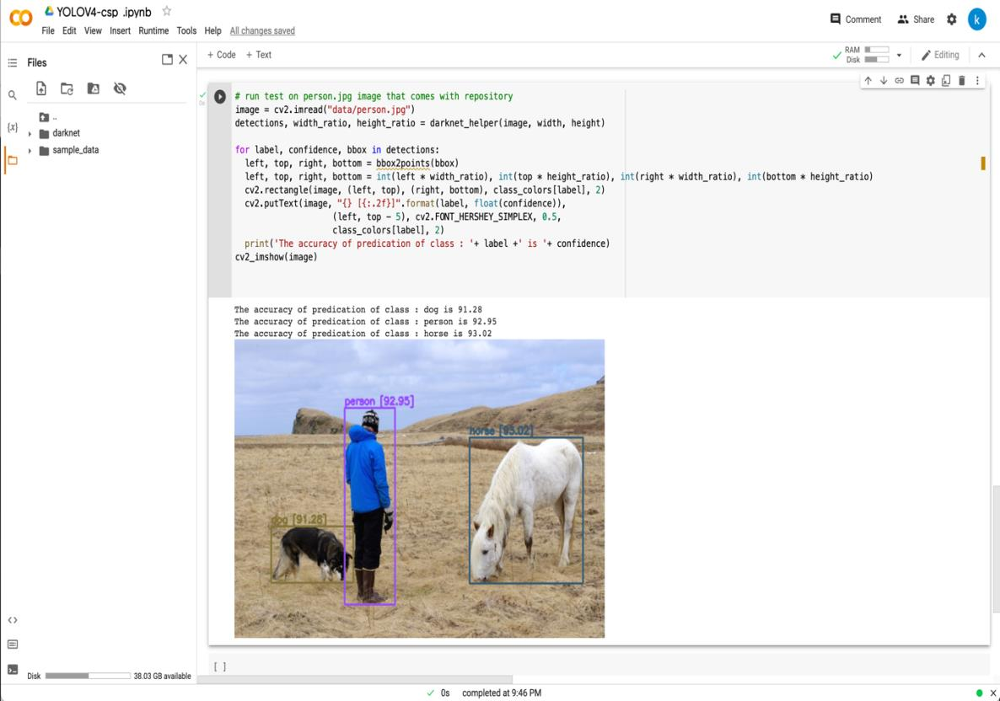 YOLOV4-csp .ipynb
File Edit View Insert Runtime Tools Help All changes saved
Comment Share k
Files
+ Code + Text
RAM
Disk
Editing
..
darknet
sample_data
{x}
# run test on person.jpg image that comes with repository
image = cv2.imread("data/person.jpg")
detections, width_ratio, height_ratio = darknet_helper(image, width, height)
for label, confidence, bbox in detections:
  left, top, right, bottom = bbox2points(bbox)
  left, top, right, bottom = int(left * width_ratio), int(top * height_ratio), int(right * width_ratio), int(bottom * height_ratio)
  cv2.rectangle(image, (left, top), (right, bottom), class_colors[label], 2)
  cv2.putText(image, "{} [{:.2f}]".format(label, float(confidence)),
                    (left, top - 5), cv2.FONT_HERSHEY_SIMPLEX, 0.5,
                    class_colors[label], 2)
  print('The accuracy of predication of class : '+ label +' is '+ confidence)
cv2_imshow(image)
The accuracy of predication of class : dog is 91.28
The accuracy of predication of class : person is 92.95
The accuracy of predication of class : horse is 93.02
person [92.95]
horse [93.02]
dog [91.28]
[ ]
Disk 38.03 GB available
0s completed at 9:46 PM